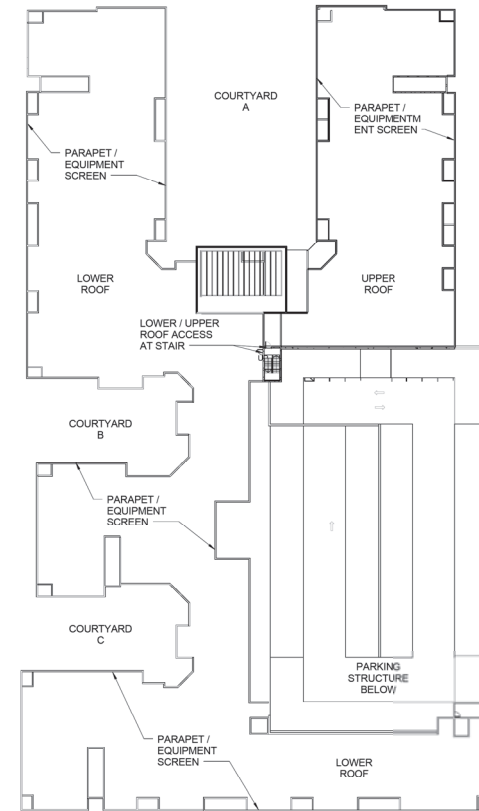 COURTYARD
A
PARAPET /
EQUIPMENTM
ENT SCREEN
PARAPET /
EQUIPMENT
SCREEN
LOWER
ROOF
UPPER
ROOF
LOWER / UPPER
ROOF ACCESS
AT STAIR
COURTYARD
B
PARAPET /
EQUIPMENT
SCREEN
COURTYARD
C
PARKING
STRUCTURE
BELOW
PARAPET /
EQUIPMENT
SCREEN
LOWER
ROOF